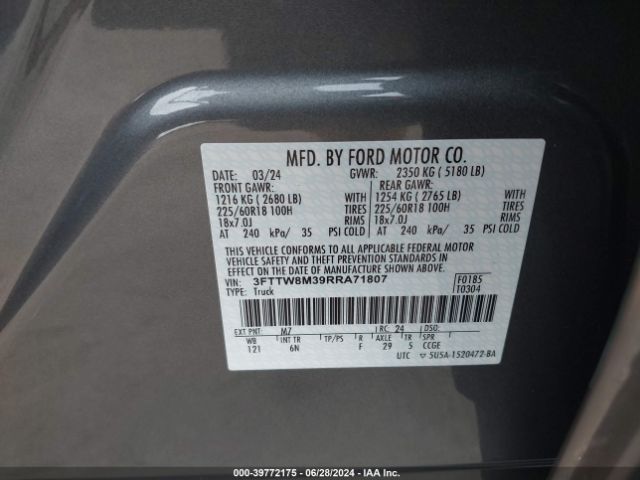 MFD. BY FORD MOTOR CO.
DATE: 03/24 GVWR: 2350 KG ( 5180 LB)
FRONT GAWR: REAR GAWR:
1216 KG ( 2680 LB) WITH 1254 KG ( 2765 LB) WITH
225/60R18 100H TIRES 225/60R18 100H TIRES
18x7.0J RIMS 18x7.0J RIMS
AT 240 kPa/ 35 PSI COLD AT 240 kPa/ 35 PSI COLD
THIS VEHICLE CONFORMS TO ALL APPLICABLE FEDERAL MOTOR
VEHICLE SAFETY AND THEFT PREVENTION STANDARDS IN
EFFECT ON THE DATE OF MANUFACTURE SHOWN ABOVE.
VIN: 3FTTW8M39RRA71807 F0185
TYPE: Truck T0304
EXT PNT: M7 RC: 24 DSO:
WB INT TR TP/PS R AXLE TR SPR
121 6N F 29 5 CCGE
UTC ▽ 5U5A-1520472-BA
000-39772175 | 06/28/2024 | IAAI.com